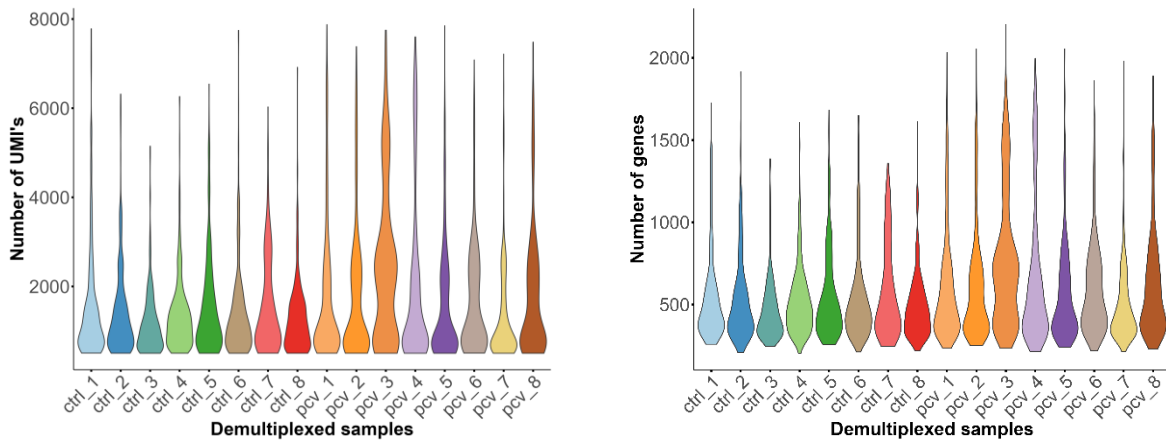 Number of UMI's
8000
6000
4000
2000
ctrl_1
ctrl_2
ctrl_3
ctrl_4
ctrl_5
ctrl_6
ctrl_7
ctrl_8
pcv_1
pcv_2
pcv_3
pcv_4
pcv_5
pcv_6
pcv_7
pcv_8
Demultiplexed samples
Number of genes
2000
1500
1000
500
ctrl_1
ctrl_2
ctrl_3
ctrl_4
ctrl_5
ctrl_6
ctrl_7
ctrl_8
pcv_1
pcv_2
pcv_3
pcv_4
pcv_5
pcv_6
pcv_7
pcv_8
Demultiplexed samples